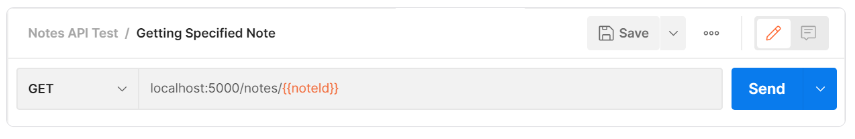 Notes API Test / Getting Specified Note
Save
GET
localhost:5000/notes/{{noteId}}
Send